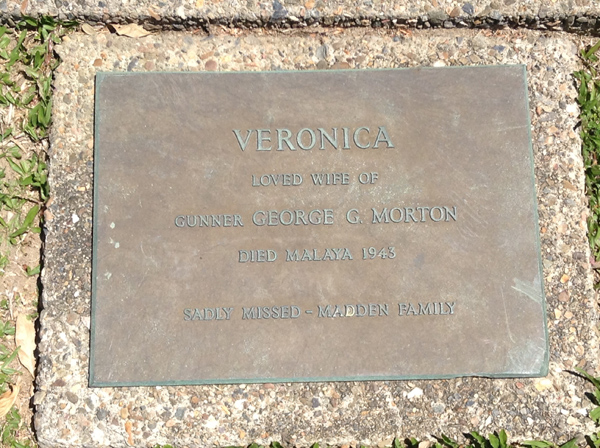 VERONICA
LOVED WIFE OF
GUNNER GEORGE G. MORTON
DIED MALAYA 1943
SADLY MISSED - MADDEN FAMILY